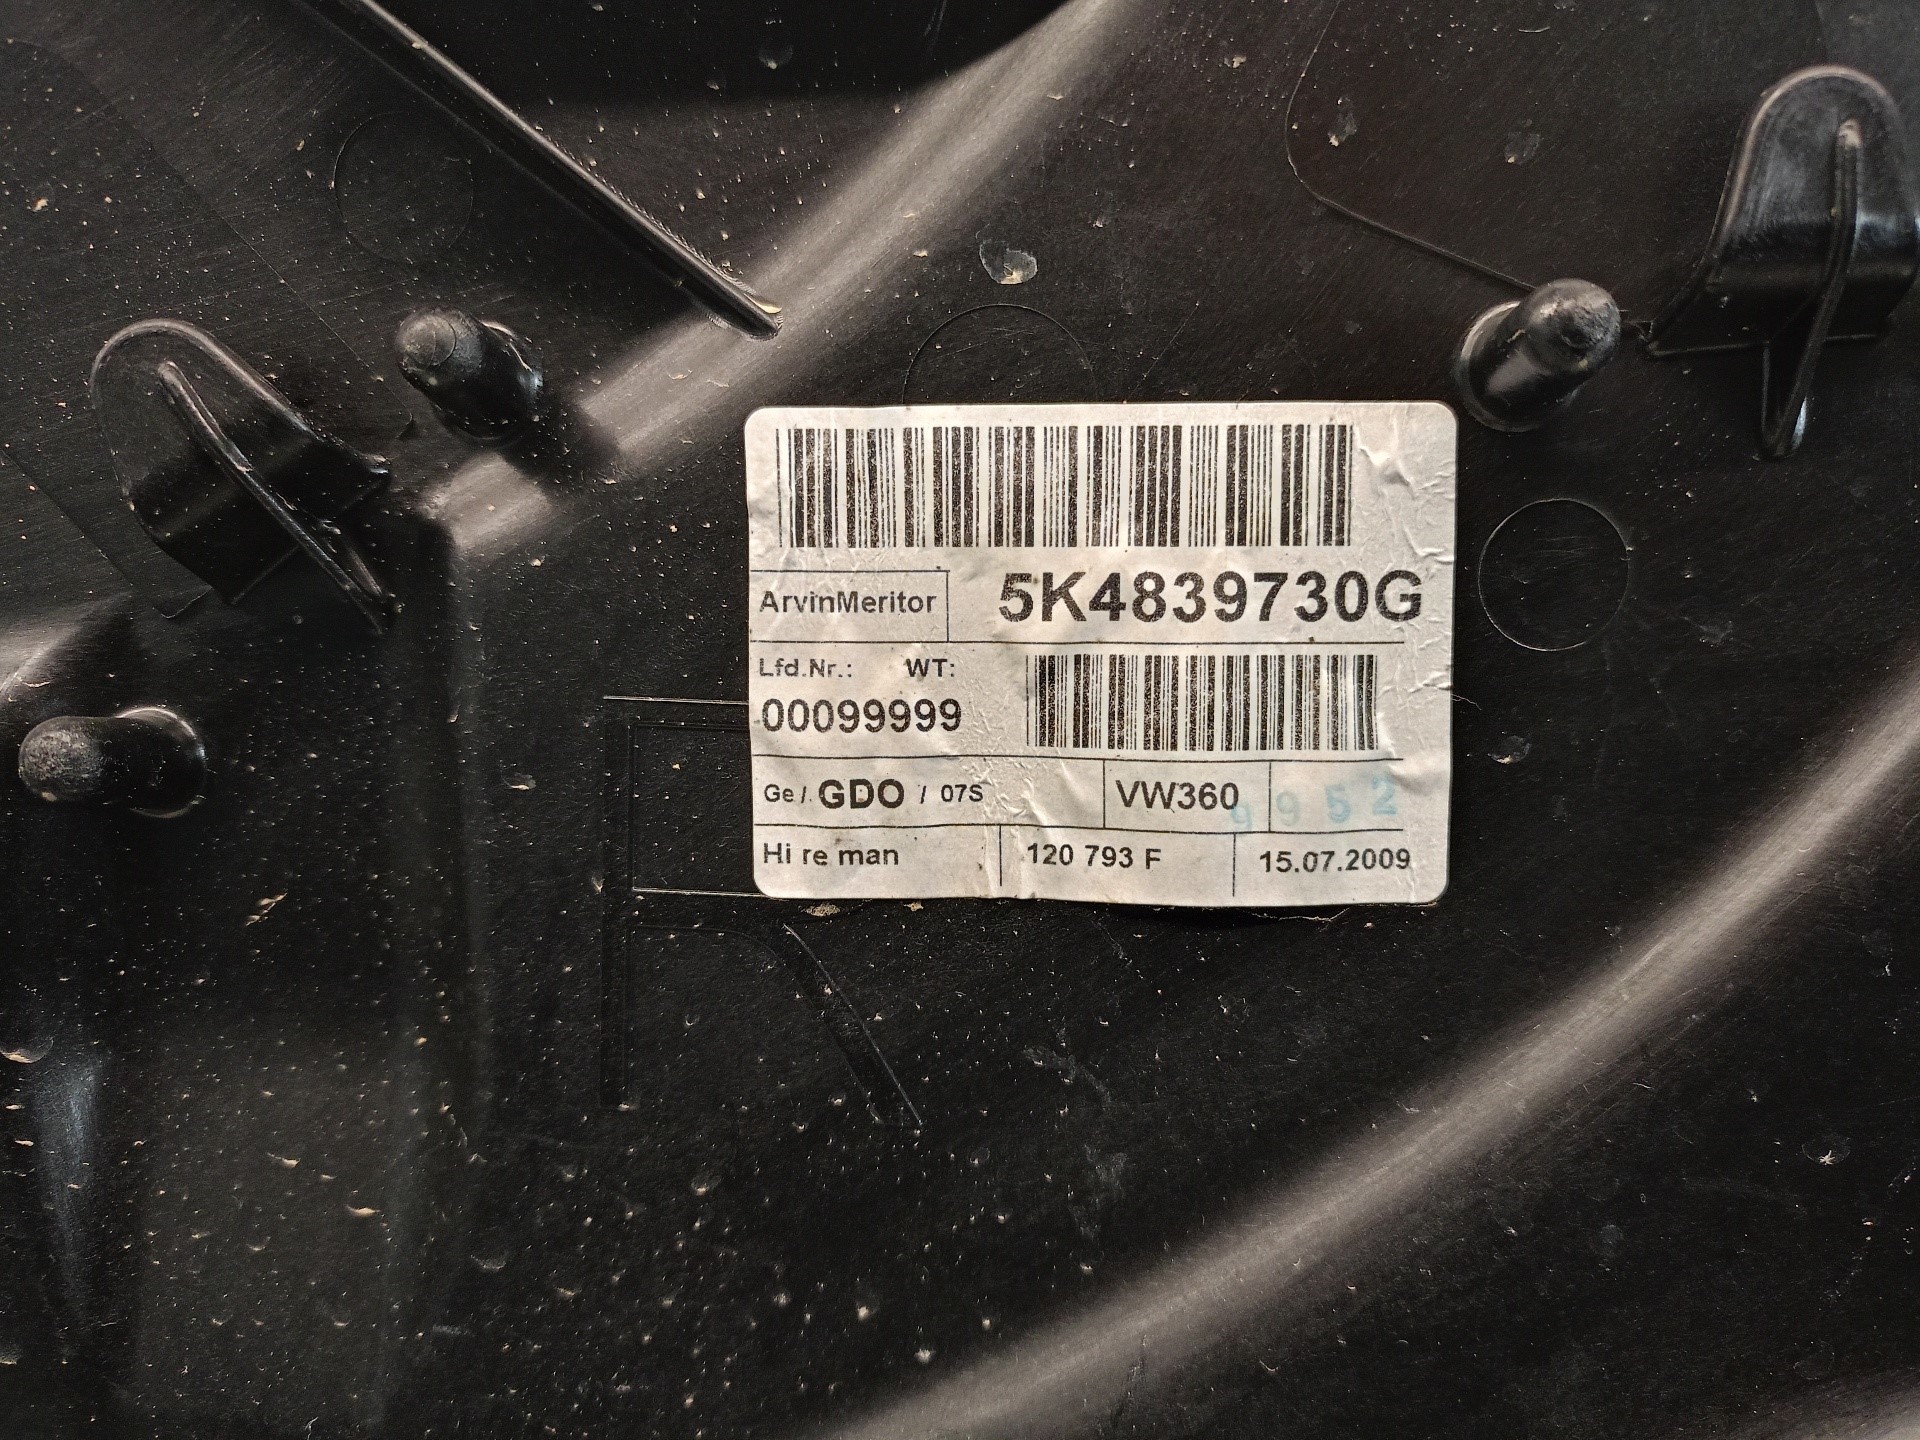 ArvinMeritor
5K4839730G
Lfd.Nr.: WT:
00099999
Ge /. GDO / 07S
VW360
9952
Hi re man
120 793 F
15.07.2009
R